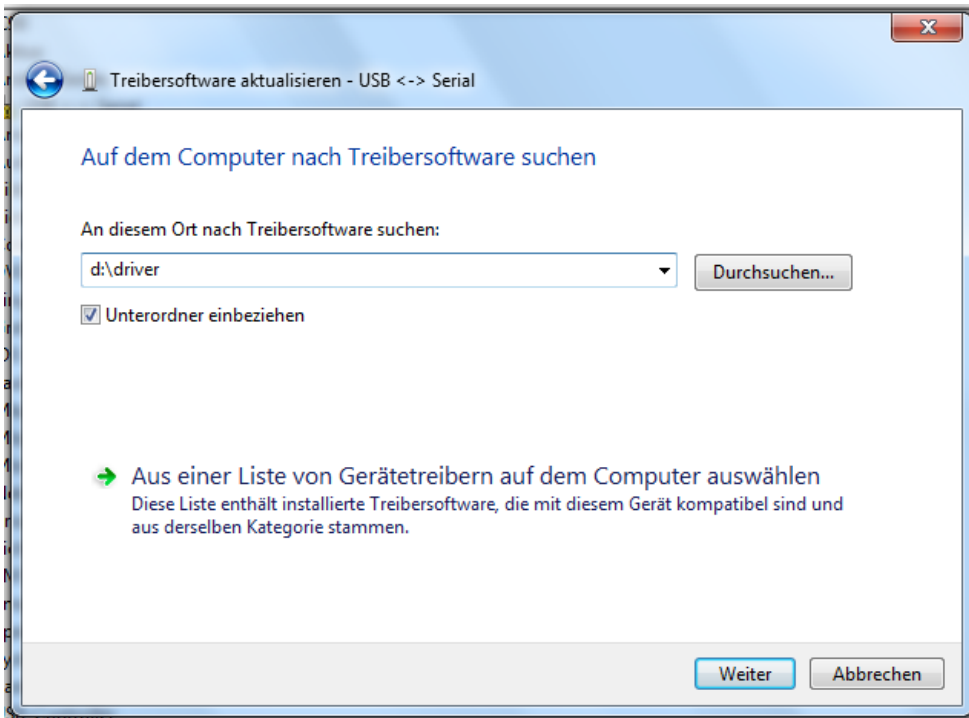 Treibersoftware aktualisieren - USB <-> Serial
Auf dem Computer nach Treibersoftware suchen
An diesem Ort nach Treibersoftware suchen:
d:\driver
Durchsuchen...
Unterordner einbeziehen
Aus einer Liste von Gerätetreibern auf dem Computer auswählen
Diese Liste enthält installierte Treibersoftware, die mit diesem Gerät kompatibel sind und
aus derselben Kategorie stammen.
Weiter
Abbrechen